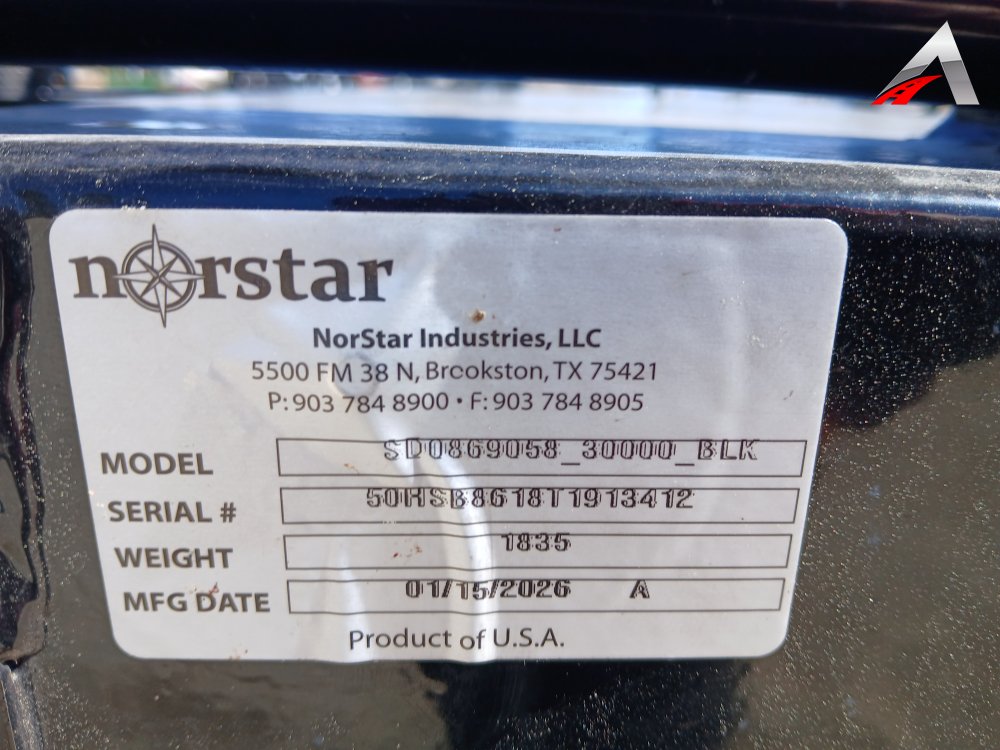 norstar
NorStar Industries, LLC
5500 FM 38 N, Brookston, TX 75421
P: 903 784 8900 • F: 903 784 8905
MODEL SD0869058_30000_BLK
SERIAL # 50HSB8618T1913412
WEIGHT 1835
MFG DATE 01/15/2026 A
Product of U.S.A.